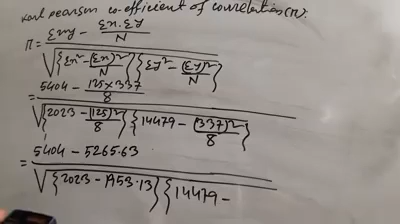 Karl pearson co-efficient of correlation (r):
r = Σxy - Σx.Σy/N / √{Σx² - (Σx)²/N}{Σy² - (Σy)²/N}
= 5404 - 125×337/8 / √{2023 - (125)²/8}{14479 - (337)²/8}
= 5404 - 5265.63 / √{2023 - 1953.13}{14479 -